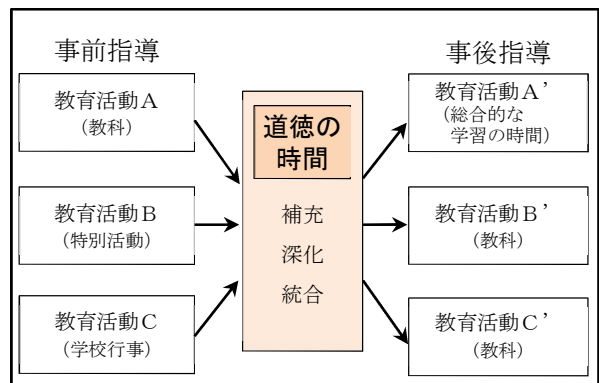 事前指導
教育活動A
(教科)
教育活動B
(特別活動)
教育活動C
(学校行事)
道徳の
時間
補充
深化
統合
事後指導
教育活動A’
(総合的な
学習の時間)
教育活動B’
(教科)
教育活動C’
(教科)